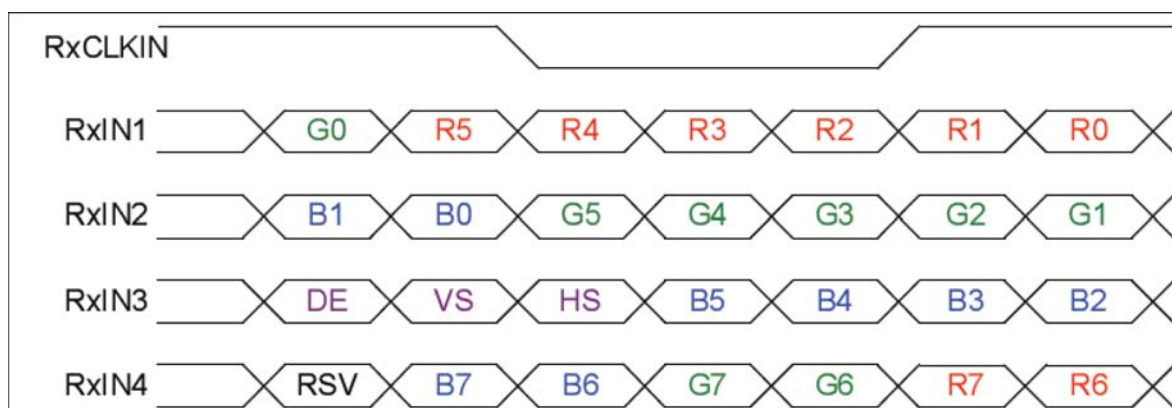 RxCLKIN
RxIN1 G0 R5 R4 R3 R2 R1 R0
RxIN2 B1 B0 G5 G4 G3 G2 G1
RxIN3 DE VS HS B5 B4 B3 B2
RxIN4 RSV B7 B6 G7 G6 R7 R6